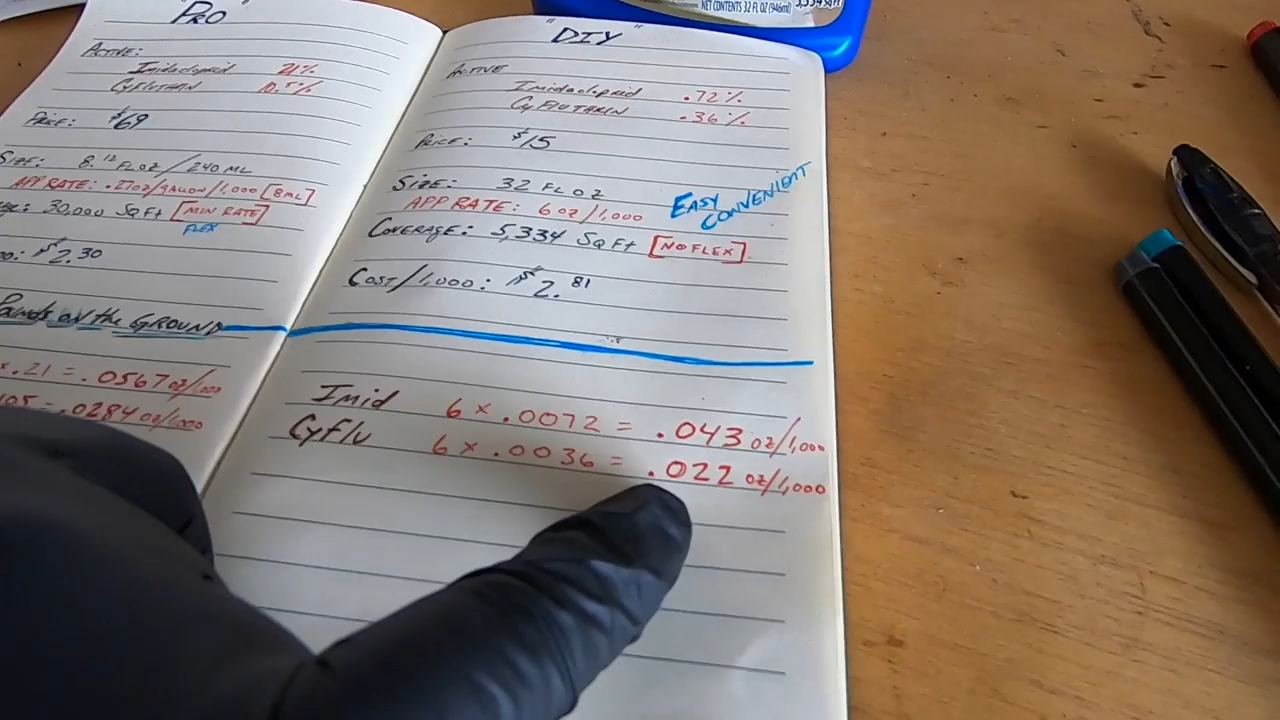 NET CONTENTS 32 FL OZ (946ml)
"PRO"
ACTIVE:
Imidacloprid 21%
CYFLUTHRIN 10.5%
PRICE: $69
SIZE: 8.12 FL OZ / 240 ML
APP RATE: .27oz/GALLON/1,000 [8ML]
30,000 SQ FT [MIN RATE]
FLEX
$2.30
Pounds on the GROUND
x .21 = .0567 oz/1,000
.0284 oz/1,000
"DIY"
ACTIVE
Imidacloprid .72%
CYFLUTHRIN .36%
PRICE: $15
SIZE: 32 FL OZ
EASY
CONVENIENT
APP RATE: 6 oz/1,000
COVERAGE: 5,334 SQ FT [NO FLEX]
COST/1,000: $2.81
Imid 6 x .0072 = .043 oz/1,000
CYFLU 6 x .0036 = .022 oz/1,000